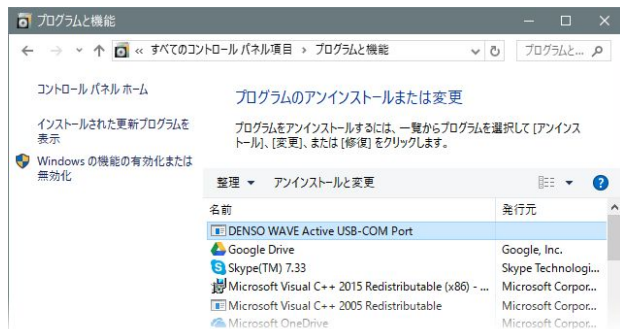 プログラムと機能
« すべてのコントロール パネル項目 › プログラムと機能
プログラムと...
コントロール パネル ホーム
インストールされた更新プログラムを
表示
Windows の機能の有効化または
無効化
プログラムのアンインストールまたは変更
プログラムをアンインストールするには、一覧からプログラムを選択して [アンインス
トール]、[変更]、または [修復] をクリックします。
整理 ▼ アンインストールと変更
名前 発行元
DENSO WAVE Active USB-COM Port
Google Drive Google, Inc.
Skype(TM) 7.33 Skype Technologi...
Microsoft Visual C++ 2015 Redistributable (x86) - ... Microsoft Corpor...
Microsoft Visual C++ 2005 Redistributable Microsoft Corpor...
Microsoft OneDrive Microsoft Corpor...